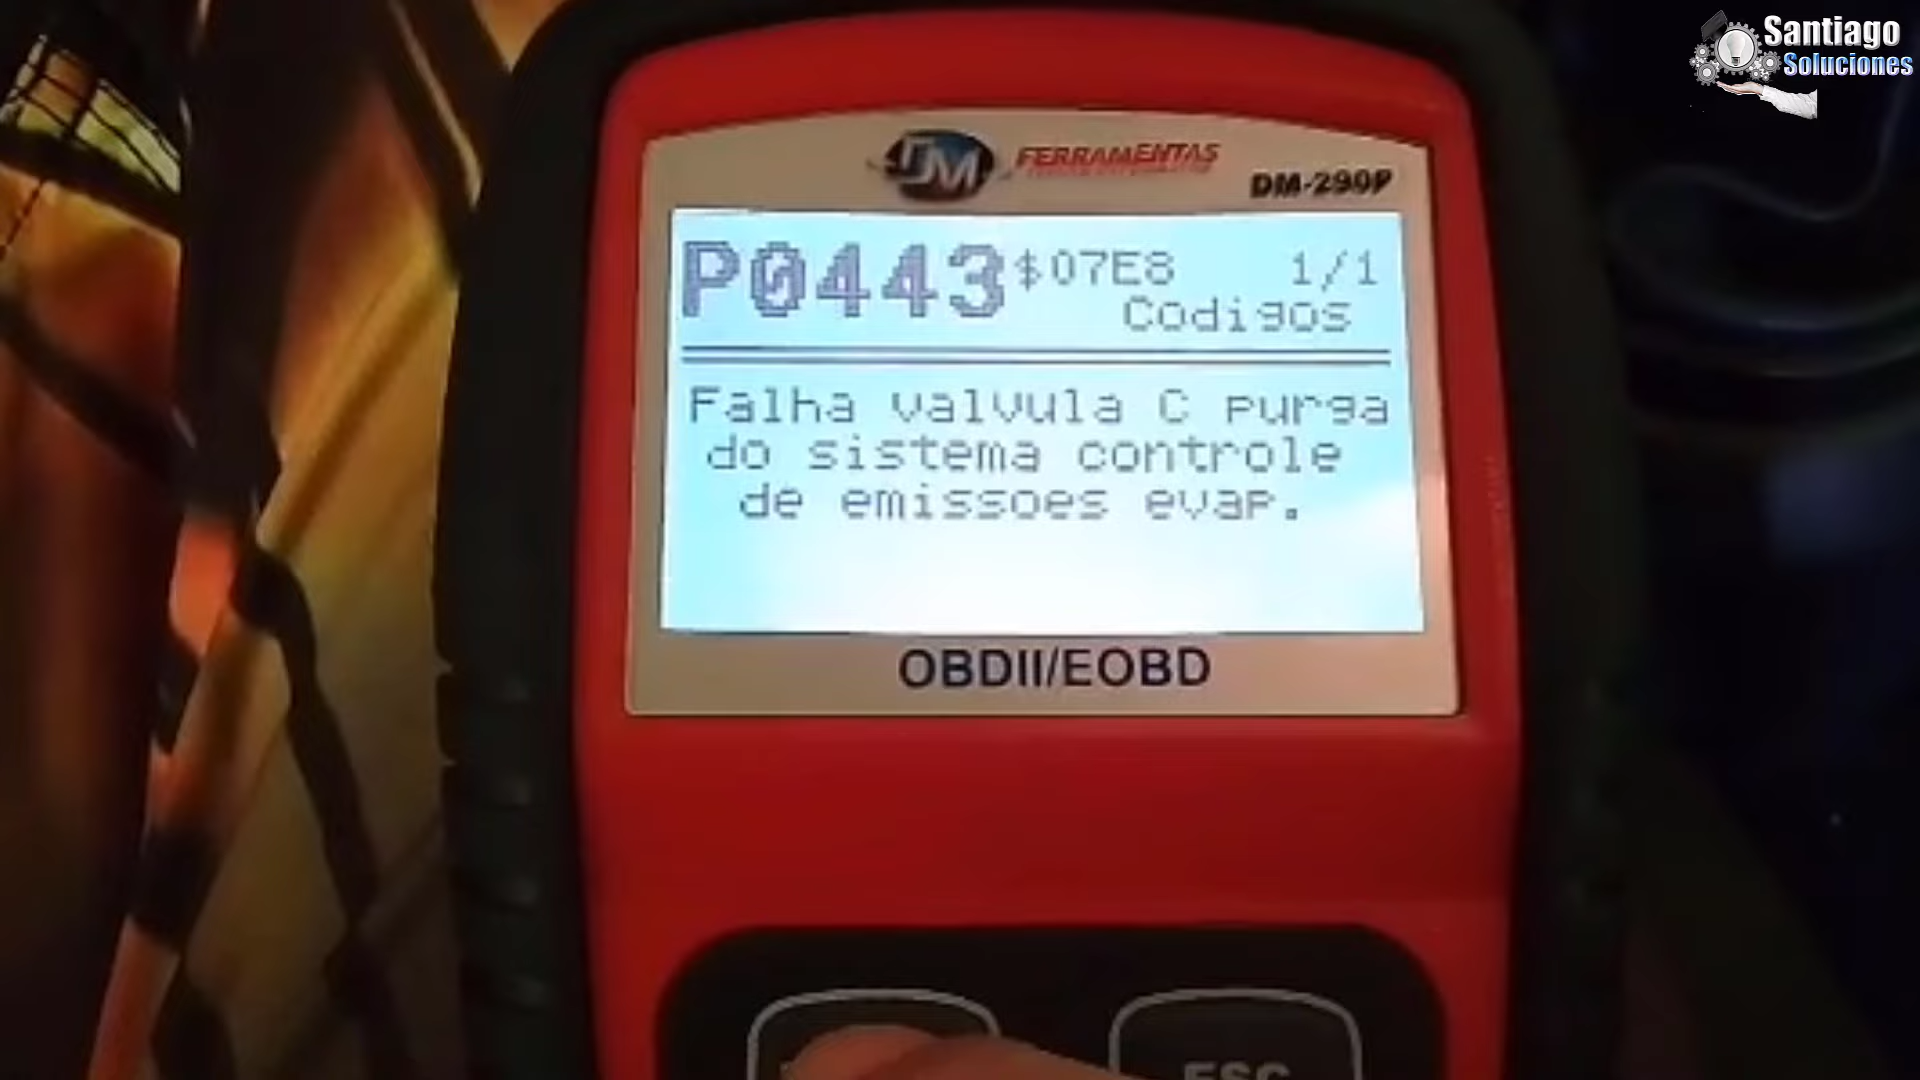 Santiago
Soluciones
DM FERRAMENTAS
DM-290P
P0443 $07E8 1/1
Codigos
Falha valvula C purga
do sistema controle
de emissoes evap.
OBDII/EOBD
ESC